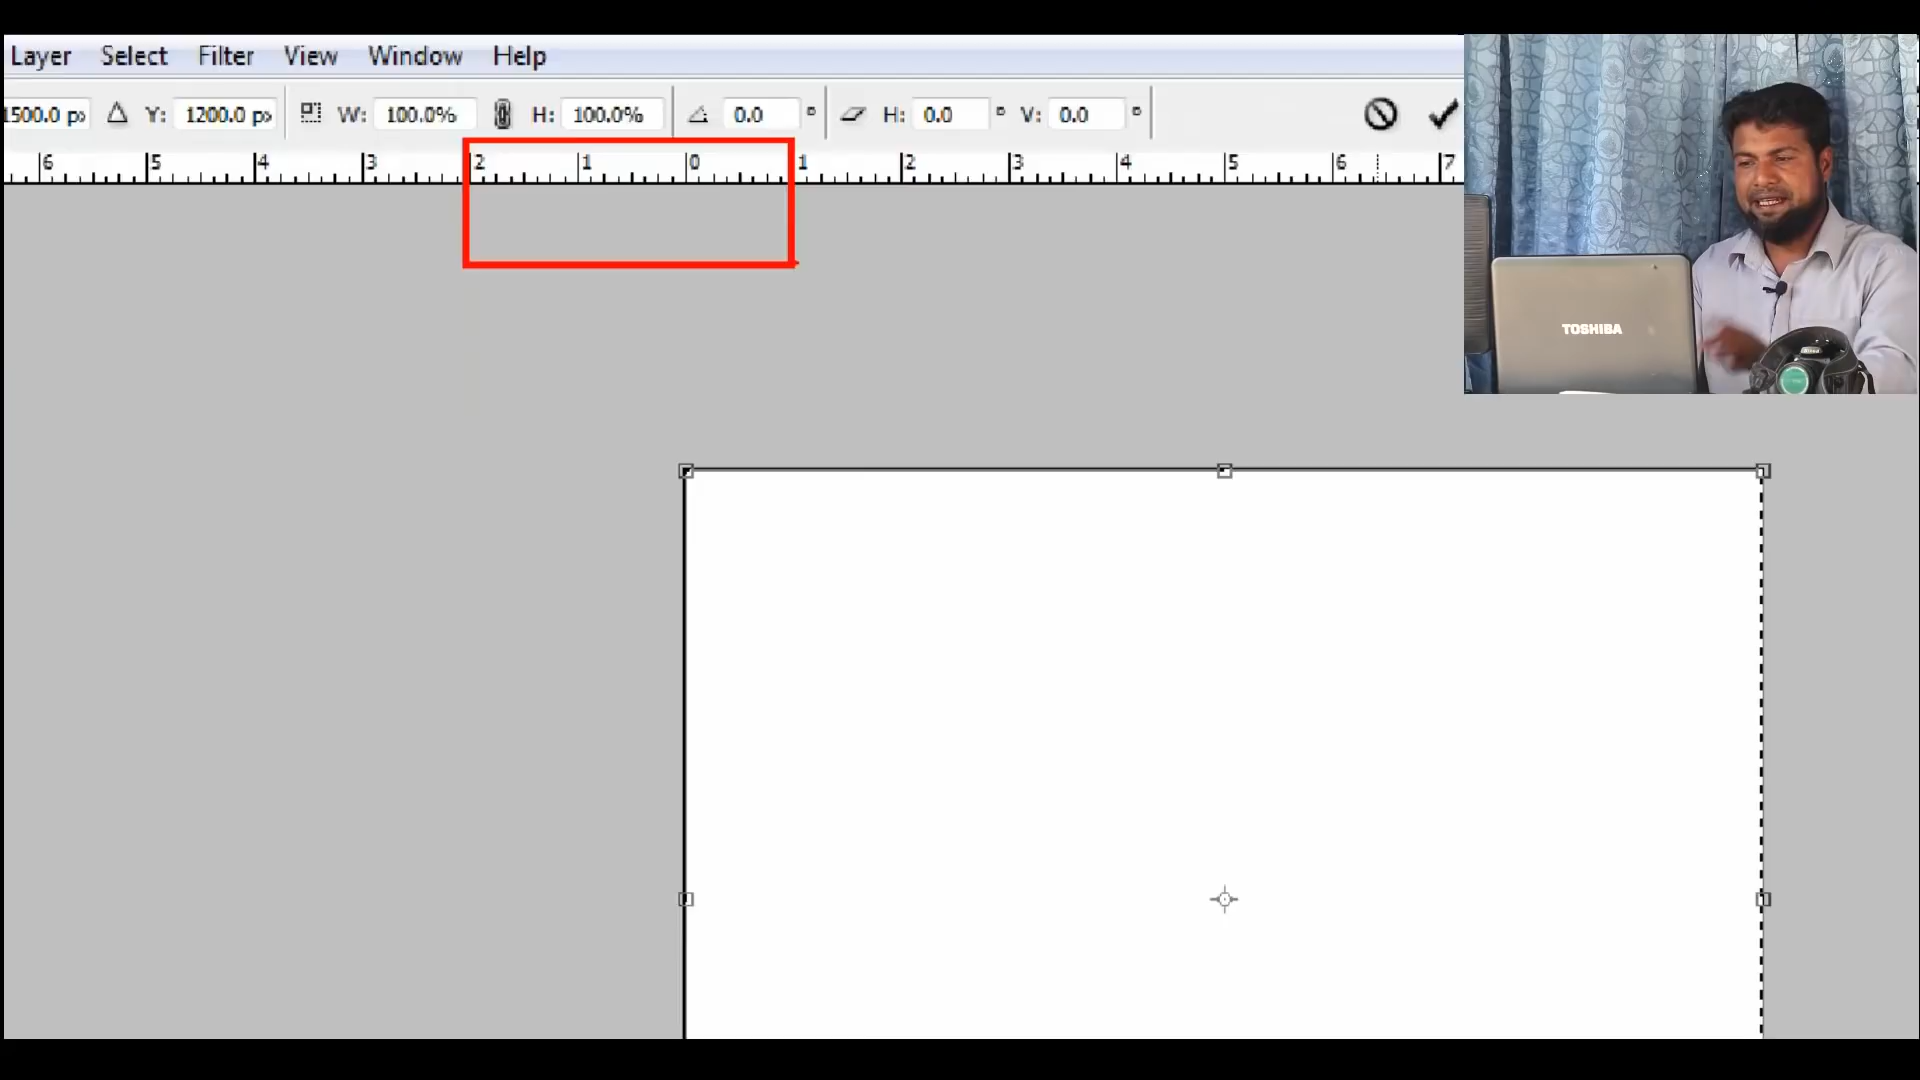 Layer Select Filter View Window Help
1500.0 px Y: 1200.0 px W: 100.0% H: 100.0% 0.0 ° H: 0.0 ° V: 0.0 °
6 5 4 3 2 1 0 1 2 3 4 5 6 7
TOSHIBA